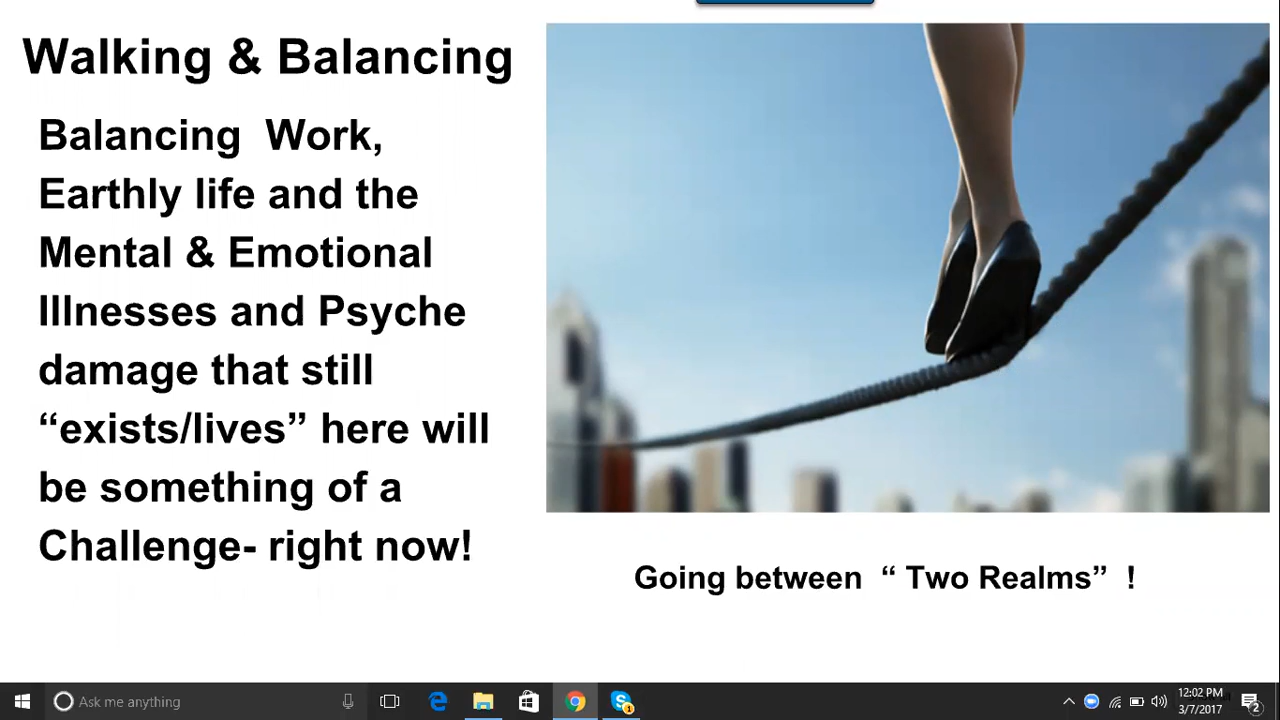 Walking & Balancing
Balancing  Work,
Earthly life and the
Mental & Emotional
Illnesses and Psyche
damage that still
“exists/lives” here will
be something of a
Challenge- right now!
Going between  “ Two Realms”  !
Ask me anything
1
12:02 PM
3/7/2017
2